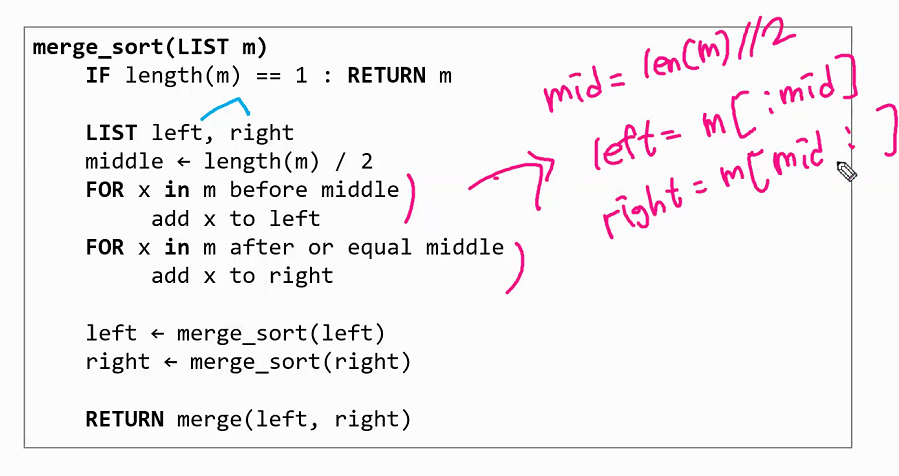 merge_sort(LIST m)
IF length(m) == 1 : RETURN m
LIST left, right
middle ← length(m) / 2
FOR x in m before middle
add x to left
FOR x in m after or equal middle
add x to right
left ← merge_sort(left)
right ← merge_sort(right)
RETURN merge(left, right)
mid = len(m)//2
left = m[:mid]
right = m[mid:]